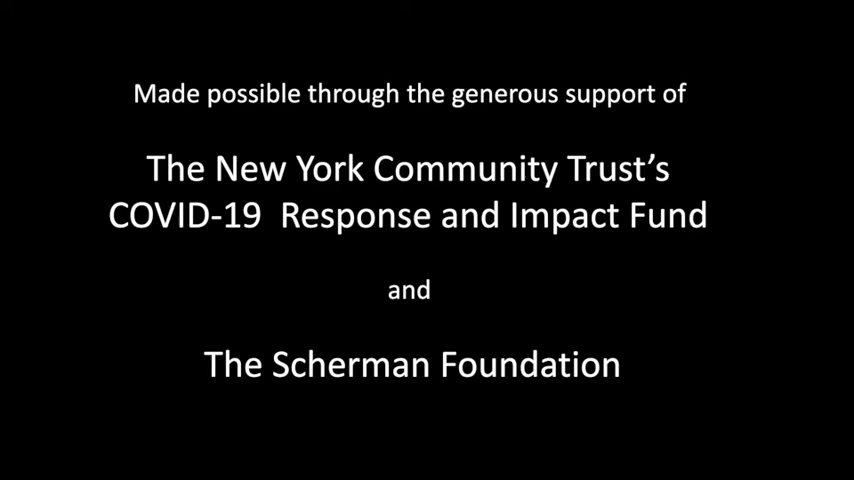 Made possible through the generous support of
The New York Community Trust’s
COVID-19  Response and Impact Fund
and
The Scherman Foundation